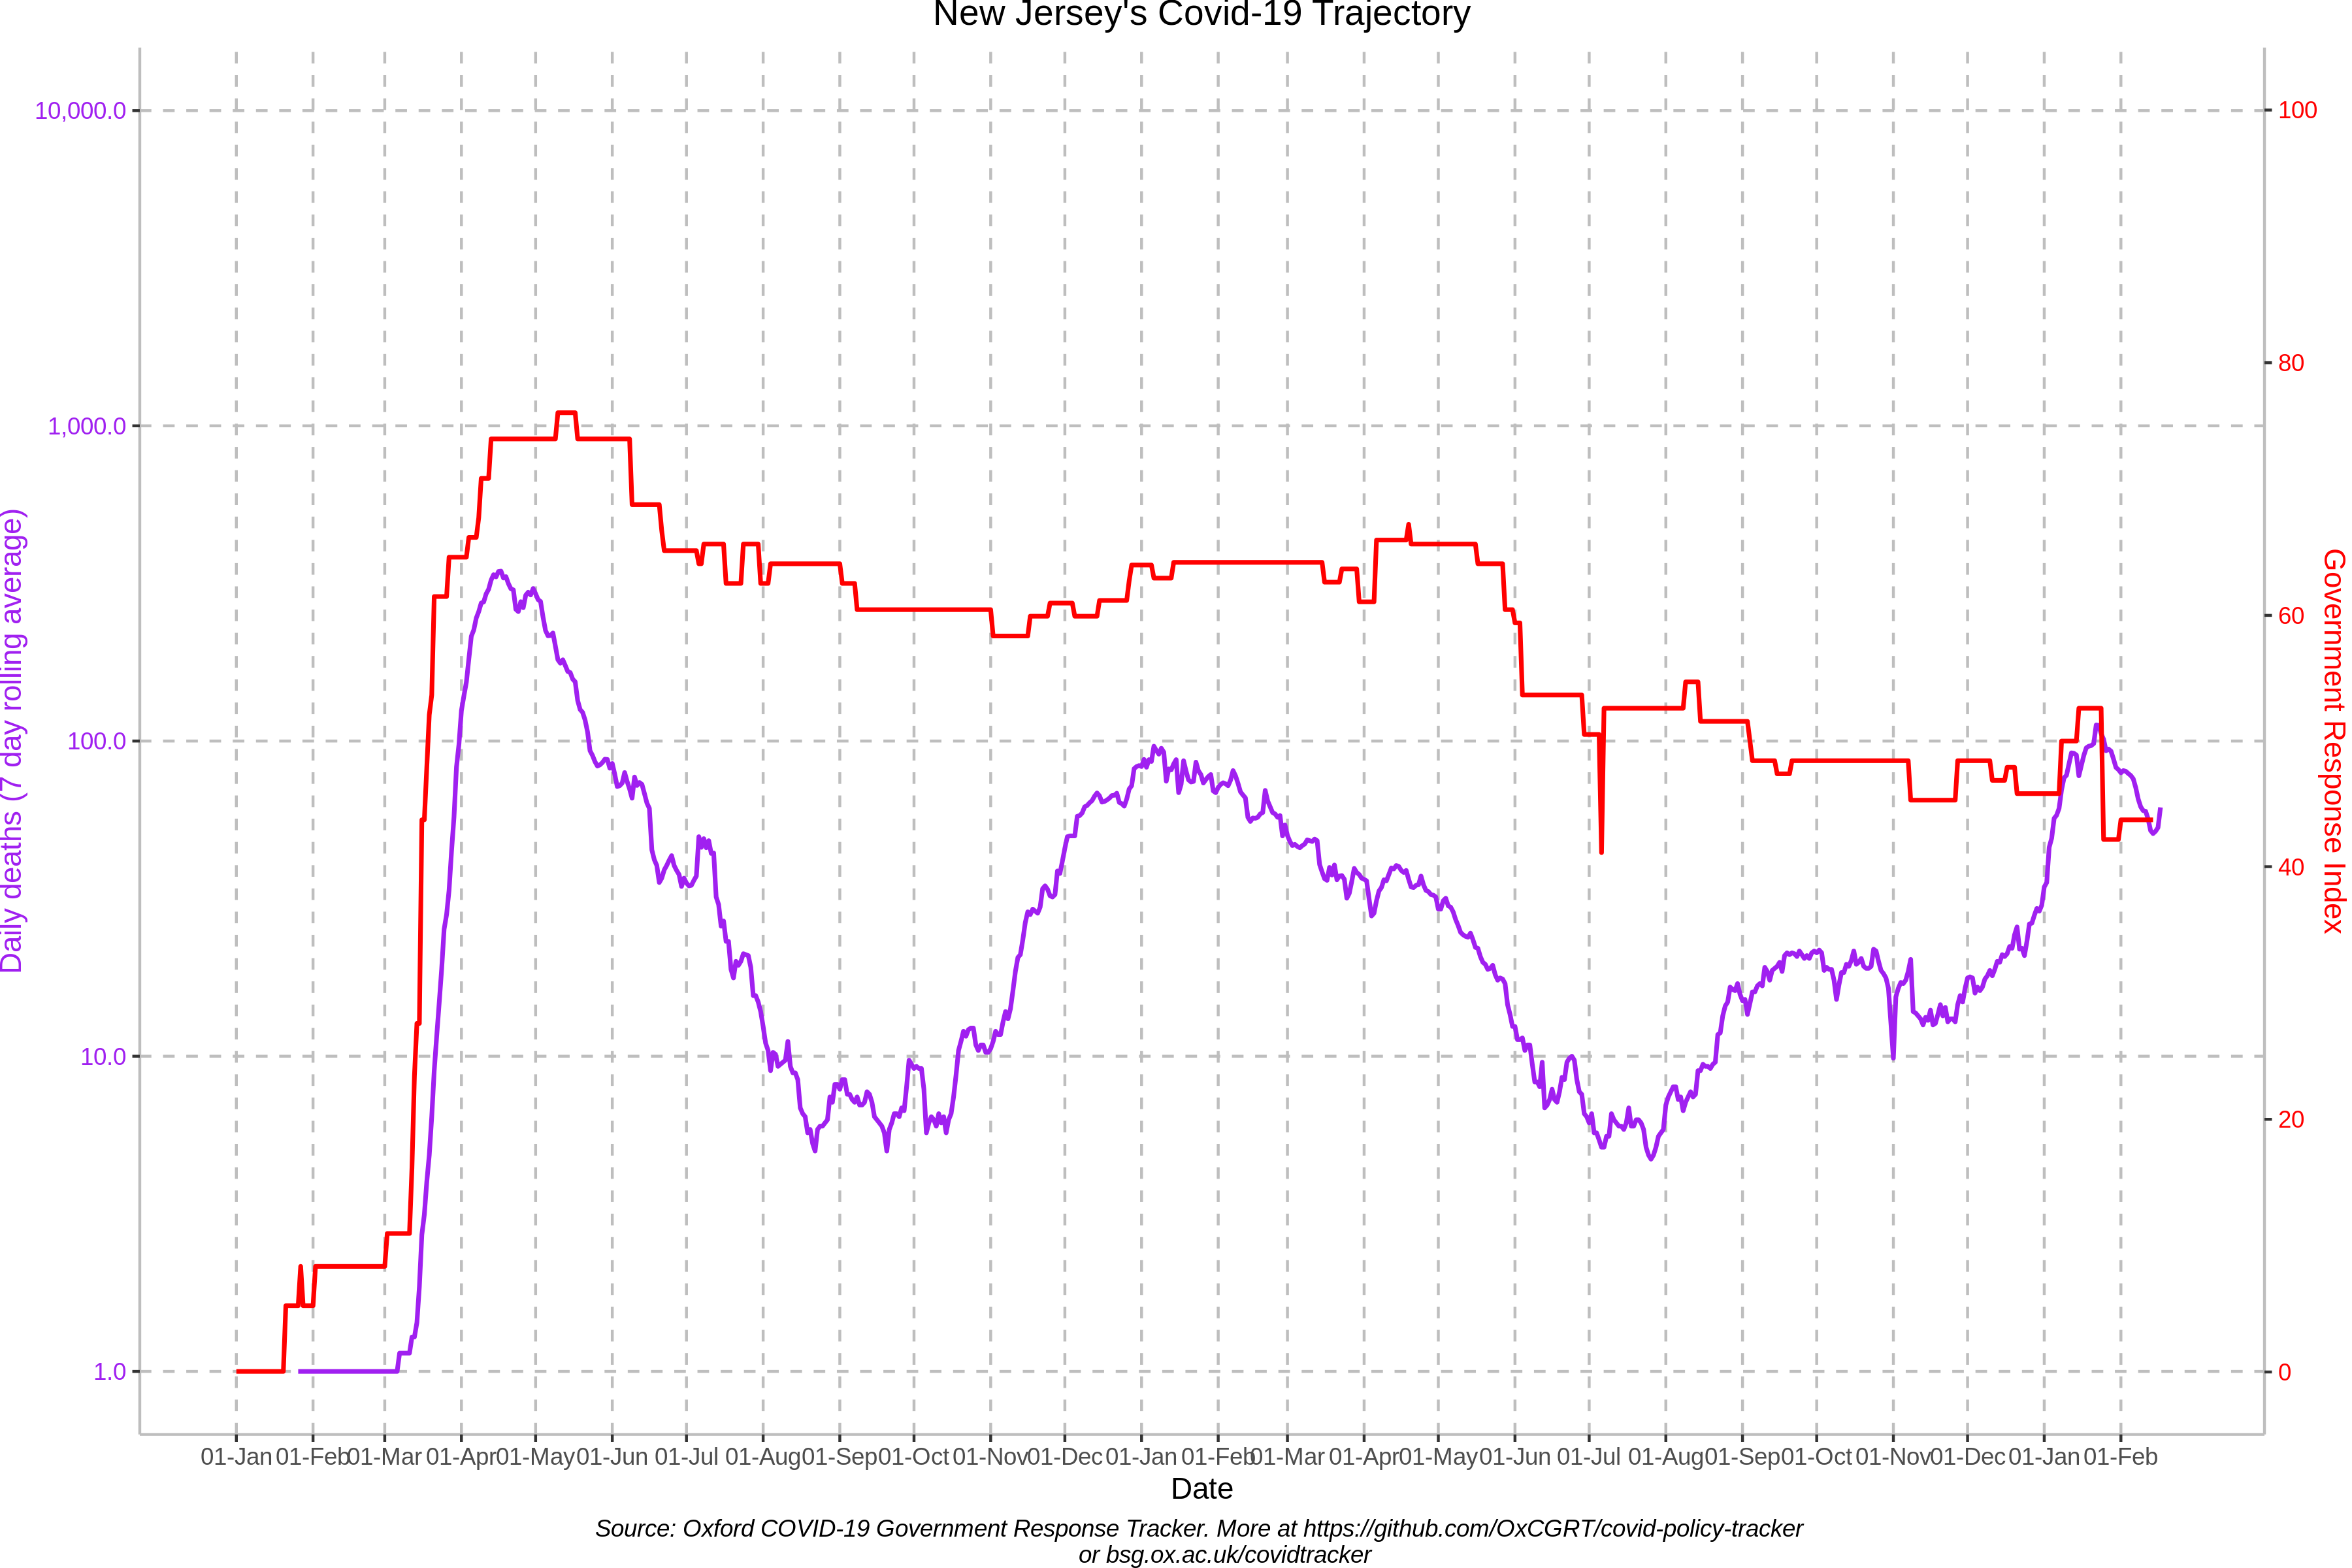 New Jersey's Covid-19 Trajectory
10,000.0
1,000.0
100.0
10.0
1.0
Daily deaths (7 day rolling average)
100
80
60
40
20
0
Government Response Index
01-Jan 01-Feb 01-Mar 01-Apr 01-May 01-Jun 01-Jul 01-Aug 01-Sep 01-Oct 01-Nov 01-Dec 01-Jan 01-Feb 01-Mar 01-Apr 01-May 01-Jun 01-Jul 01-Aug 01-Sep 01-Oct 01-Nov 01-Dec 01-Jan 01-Feb
Date
Source: Oxford COVID-19 Government Response Tracker. More at https://github.com/OxCGRT/covid-policy-tracker
or bsg.ox.ac.uk/covidtracker